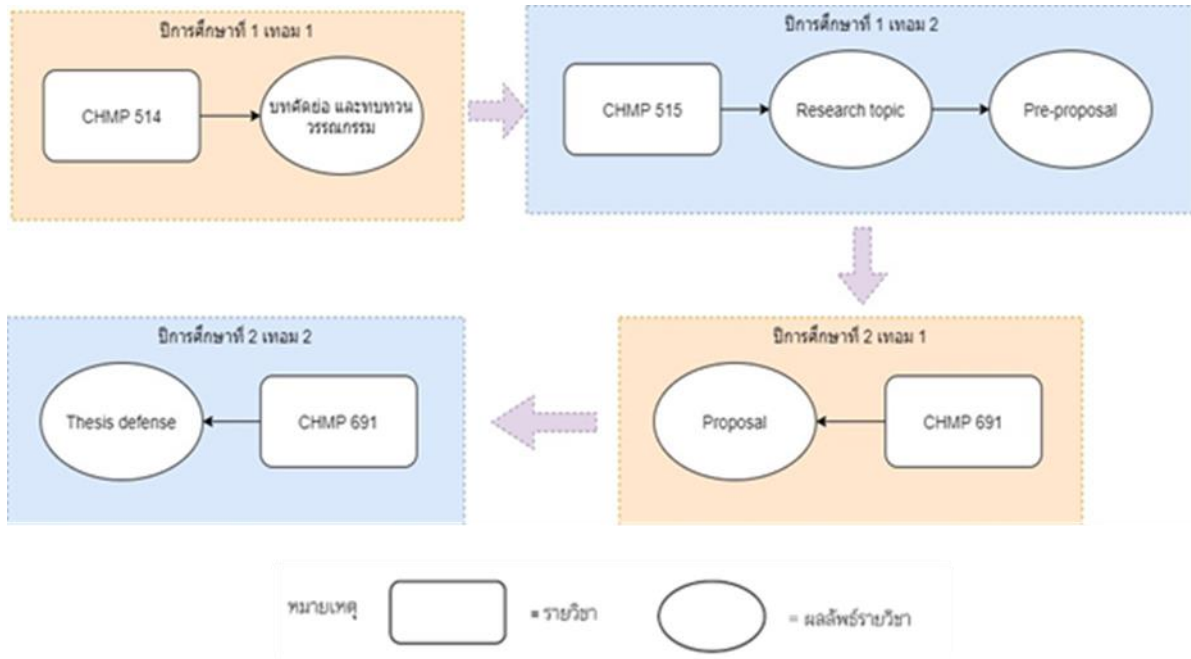 ปีการศึกษาที่ 1 เทอม 1
CHMP 514
บทคัดย่อ และทบทวน
วรรณกรรม
ปีการศึกษาที่ 1 เทอม 2
CHMP 515
Research topic
Pre-proposal
ปีการศึกษาที่ 2 เทอม 2
Thesis defense
CHMP 691
ปีการศึกษาที่ 2 เทอม 1
Proposal
CHMP 691
หมายเหตุ
= รายวิชา
= ผลลัพธ์รายวิชา